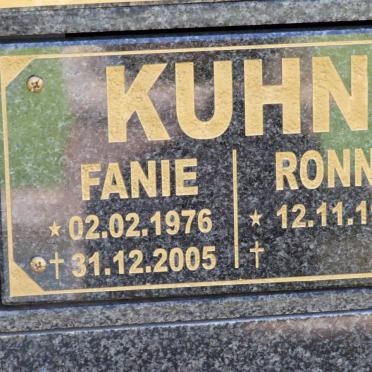 KUHN
FANIE RONN
* 02.02.1976 * 12.11.1
† 31.12.2005 †